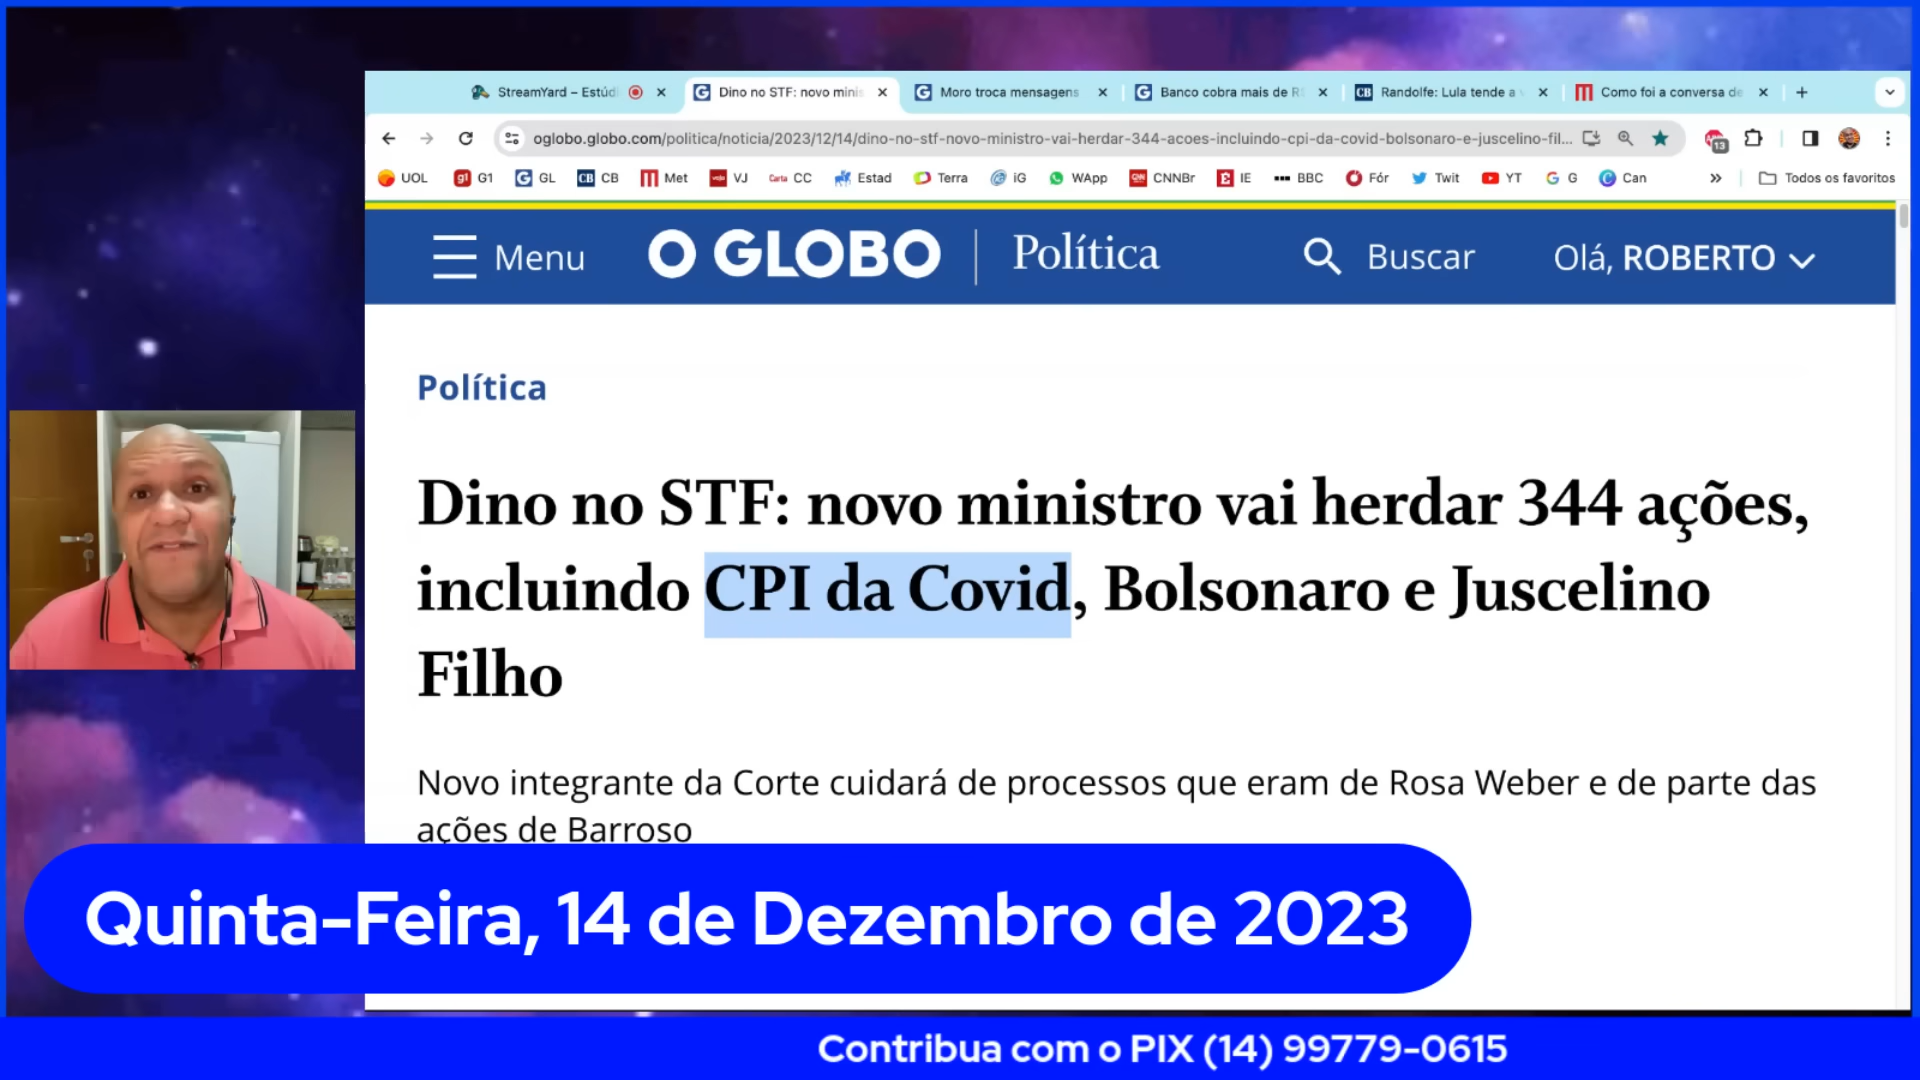 StreamYard – Estúdi
Dino no STF: novo minis
Moro troca mensagens
Banco cobra mais de R
Randolfe: Lula tende a
Como foi a conversa de
oglobo.globo.com/politica/noticia/2023/12/14/dino-no-stf-novo-ministro-vai-herdar-344-acoes-incluindo-cpi-da-covid-bolsonaro-e-juscelino-fil...
13
UOL g1 G1 GL CB CB Met VJ Carta CC Estad Terra iG WApp CNNBr IE BBC Fór Twit YT G Can Todos os favoritos
Menu O GLOBO Política Buscar Olá, ROBERTO
Política
Dino no STF: novo ministro vai herdar 344 ações,
incluindo CPI da Covid, Bolsonaro e Juscelino
Filho
Novo integrante da Corte cuidará de processos que eram de Rosa Weber e de parte das
ações de Barroso
Quinta-Feira, 14 de Dezembro de 2023
Contribua com o PIX (14) 99779-0615